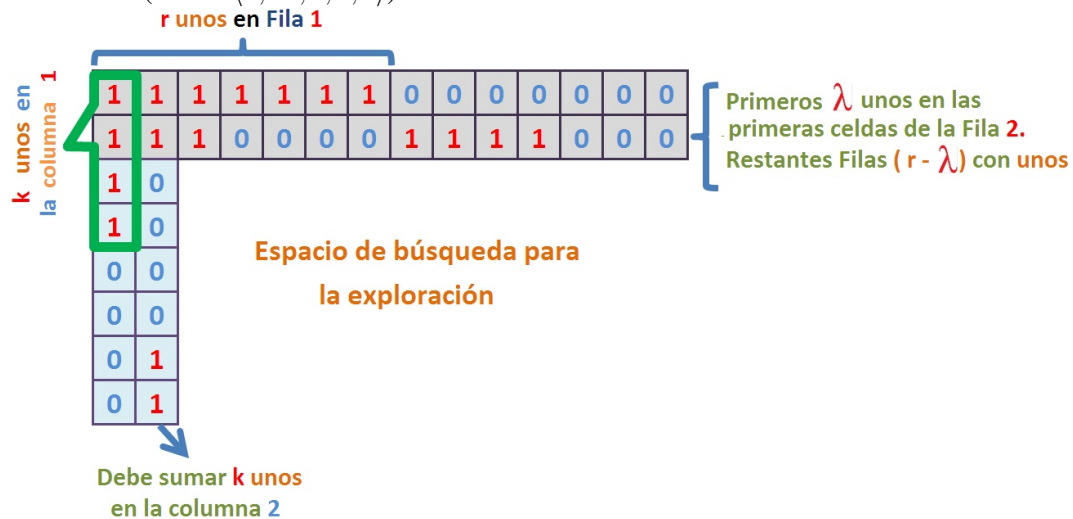 r unos en Fila 1
k unos en
la columna 1
1 1 1 1 1 1 1 0 0 0 0 0 0 0
1 1 1 0 0 0 0 1 1 1 1 0 0 0
1 0
1 0
0 0
0 0
0 1
0 1
Primeros λ unos en las
primeras celdas de la Fila 2.
Restantes Filas ( r - λ) con unos
Espacio de búsqueda para
la exploración
Debe sumar k unos
en la columna 2